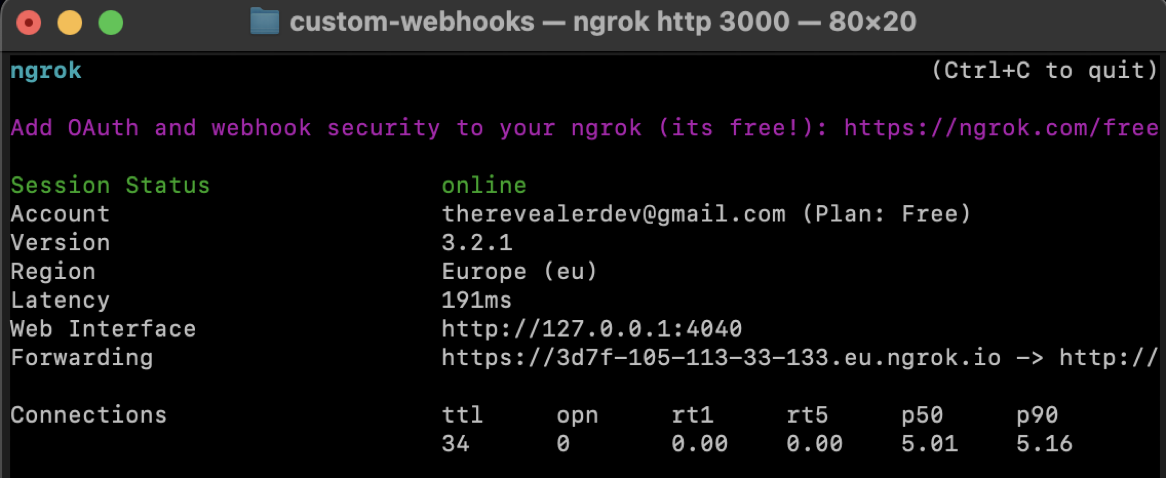 custom-webhooks — ngrok http 3000 — 80×20
ngrok (Ctrl+C to quit)
Add OAuth and webhook security to your ngrok (its free!): https://ngrok.com/free
Session Status online
Account therevealerdev@gmail.com (Plan: Free)
Version 3.2.1
Region Europe (eu)
Latency 191ms
Web Interface http://127.0.0.1:4040
Forwarding https://3d7f-105-113-33-133.eu.ngrok.io -> http://
Connections ttl opn rt1 rt5 p50 p90
34 0 0.00 0.00 5.01 5.16